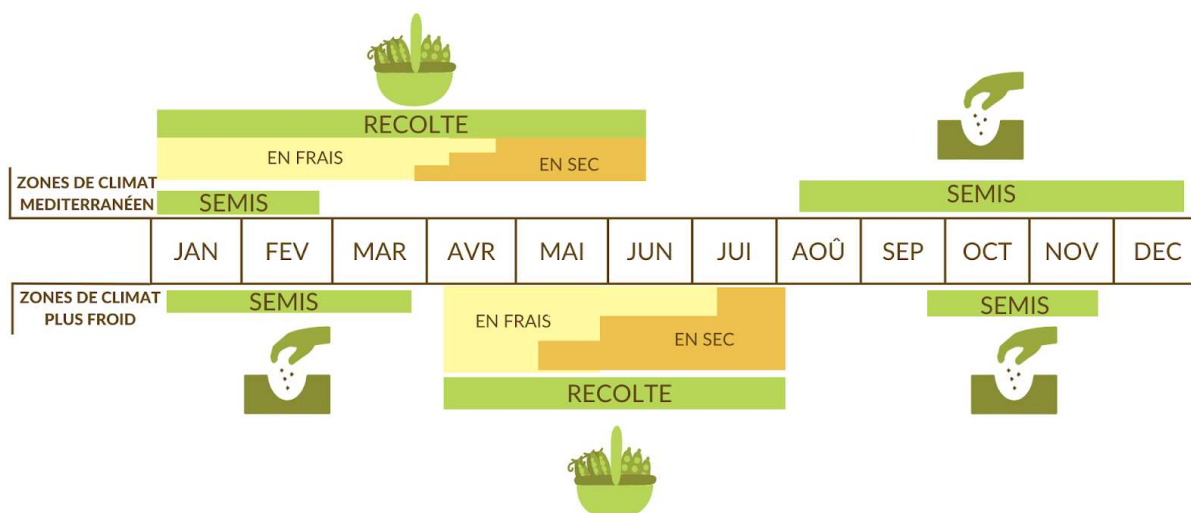 RECOLTE
EN FRAIS
EN SEC
ZONES DE CLIMAT
MEDITERRANÉEN
SEMIS
SEMIS
JAN FEV MAR AVR MAI JUN JUI AOÛ SEP OCT NOV DEC
ZONES DE CLIMAT
PLUS FROID
SEMIS
EN FRAIS
EN SEC
SEMIS
RECOLTE